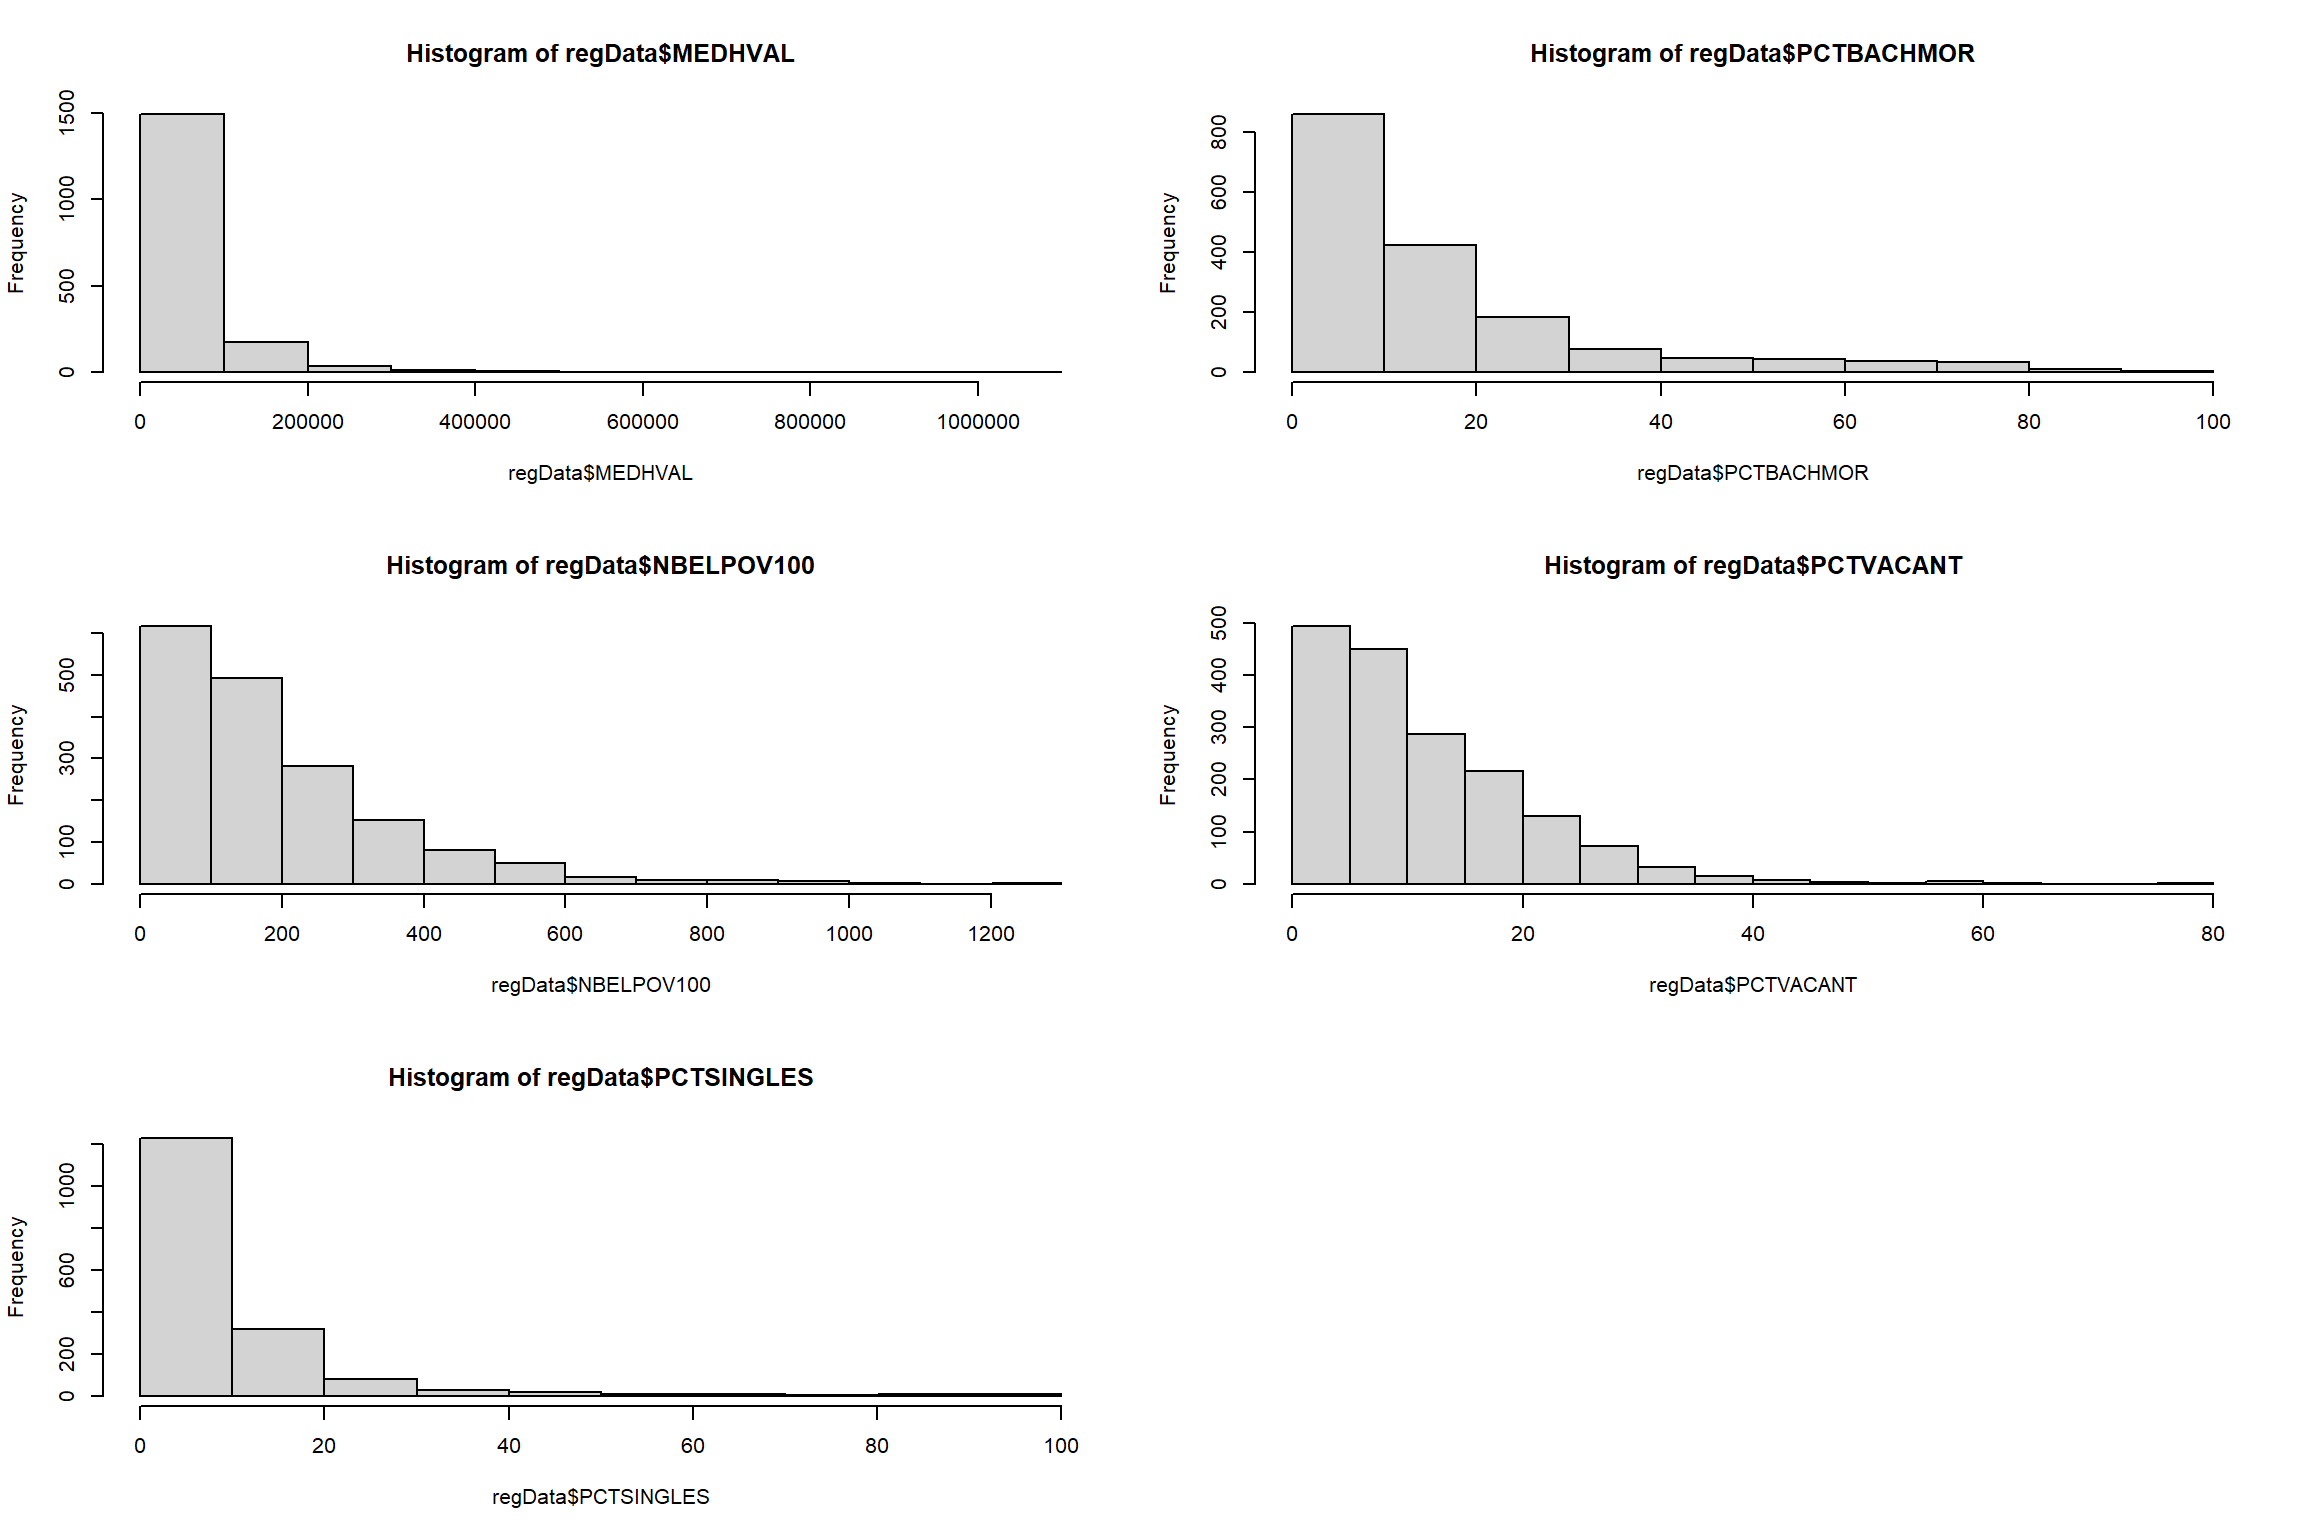 Histogram of regData$MEDHVAL
Frequency
0 500 1000 1500
0 200000 400000 600000 800000 1000000
regData$MEDHVAL
Histogram of regData$PCTBACHMOR
Frequency
0 200 400 600 800
0 20 40 60 80 100
regData$PCTBACHMOR
Histogram of regData$NBELPOV100
Frequency
0 100 300 500
0 200 400 600 800 1000 1200
regData$NBELPOV100
Histogram of regData$PCTVACANT
Frequency
0 100 200 300 400 500
0 20 40 60 80
regData$PCTVACANT
Histogram of regData$PCTSINGLES
Frequency
0 200 600 1000
0 20 40 60 80 100
regData$PCTSINGLES